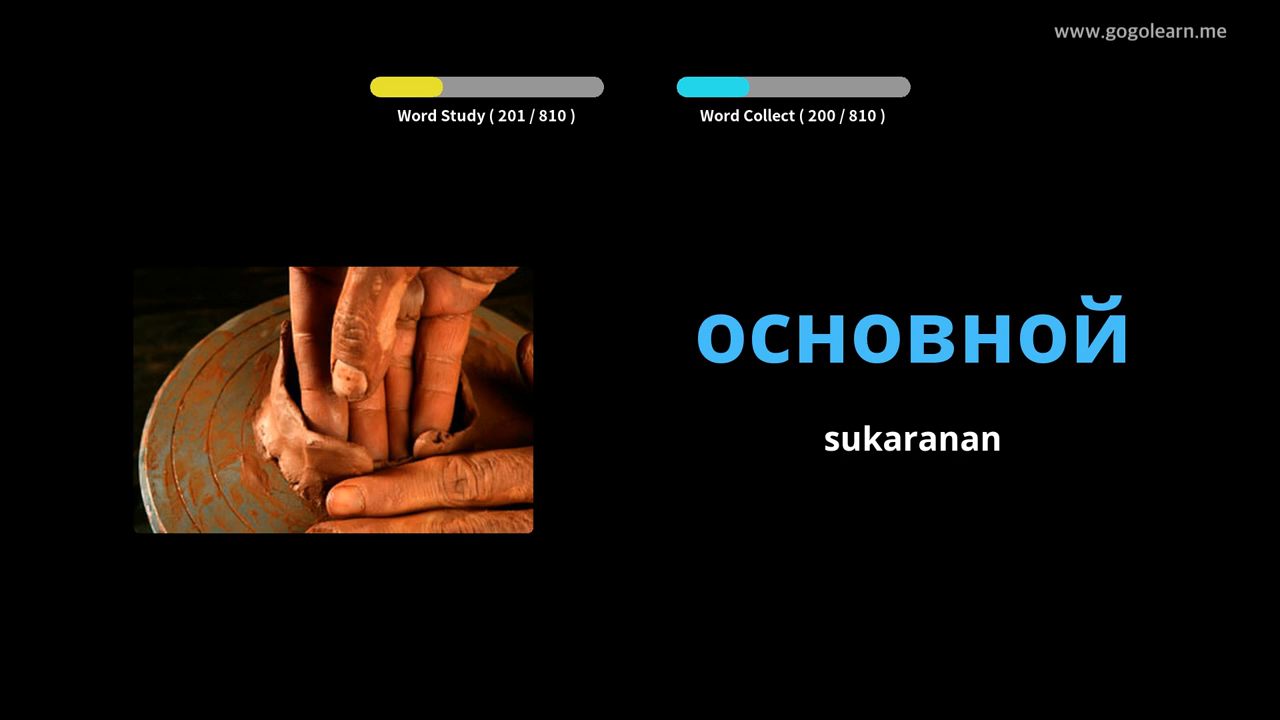 www.gogolearn.me
Word Study ( 201 / 810 )
Word Collect ( 200 / 810 )
основной
sukaranan